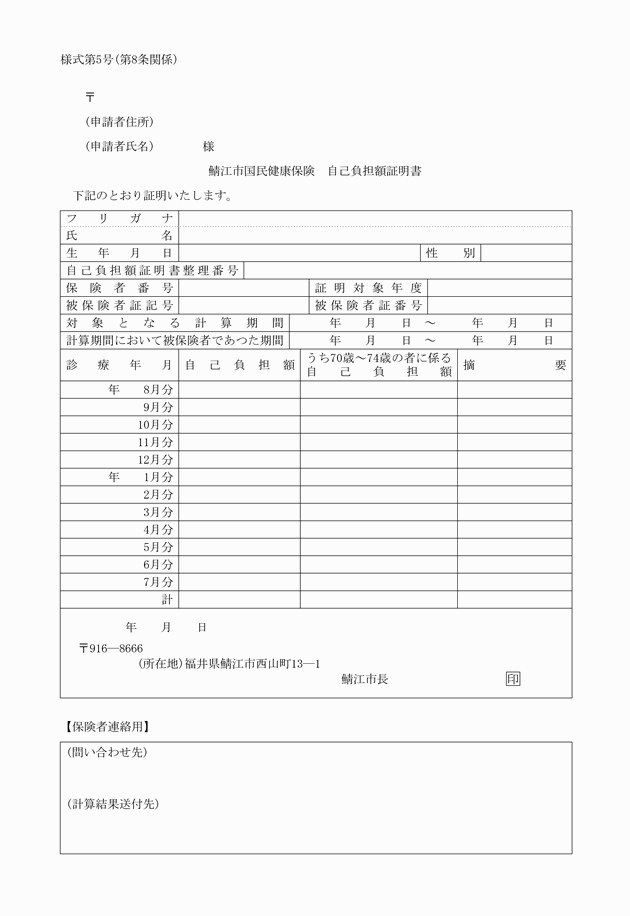 様式第5号(第8条関係)
〒
(申請者住所)
(申請者氏名)　　　　様
鯖江市国民健康保険　自己負担額証明書
下記のとおり証明いたします。
フリガナ
氏名
生年月日　性別
自己負担額証明書整理番号
保険者番号　証明対象年度
被保険者証記号　被保険者証番号
対象となる計算期間　年　月　日　～　年　月　日
計算期間において被保険者であつた期間　年　月　日　～　年　月　日
診療年月　自己負担額　うち70歳～74歳の者に係る自己負担額　摘要
年　8月分
9月分
10月分
11月分
12月分
年　1月分
2月分
3月分
4月分
5月分
6月分
7月分
計
年　月　日
〒916―8666
(所在地)福井県鯖江市西山町13―1
鯖江市長　印
【保険者連絡用】
(問い合わせ先)
(計算結果送付先)